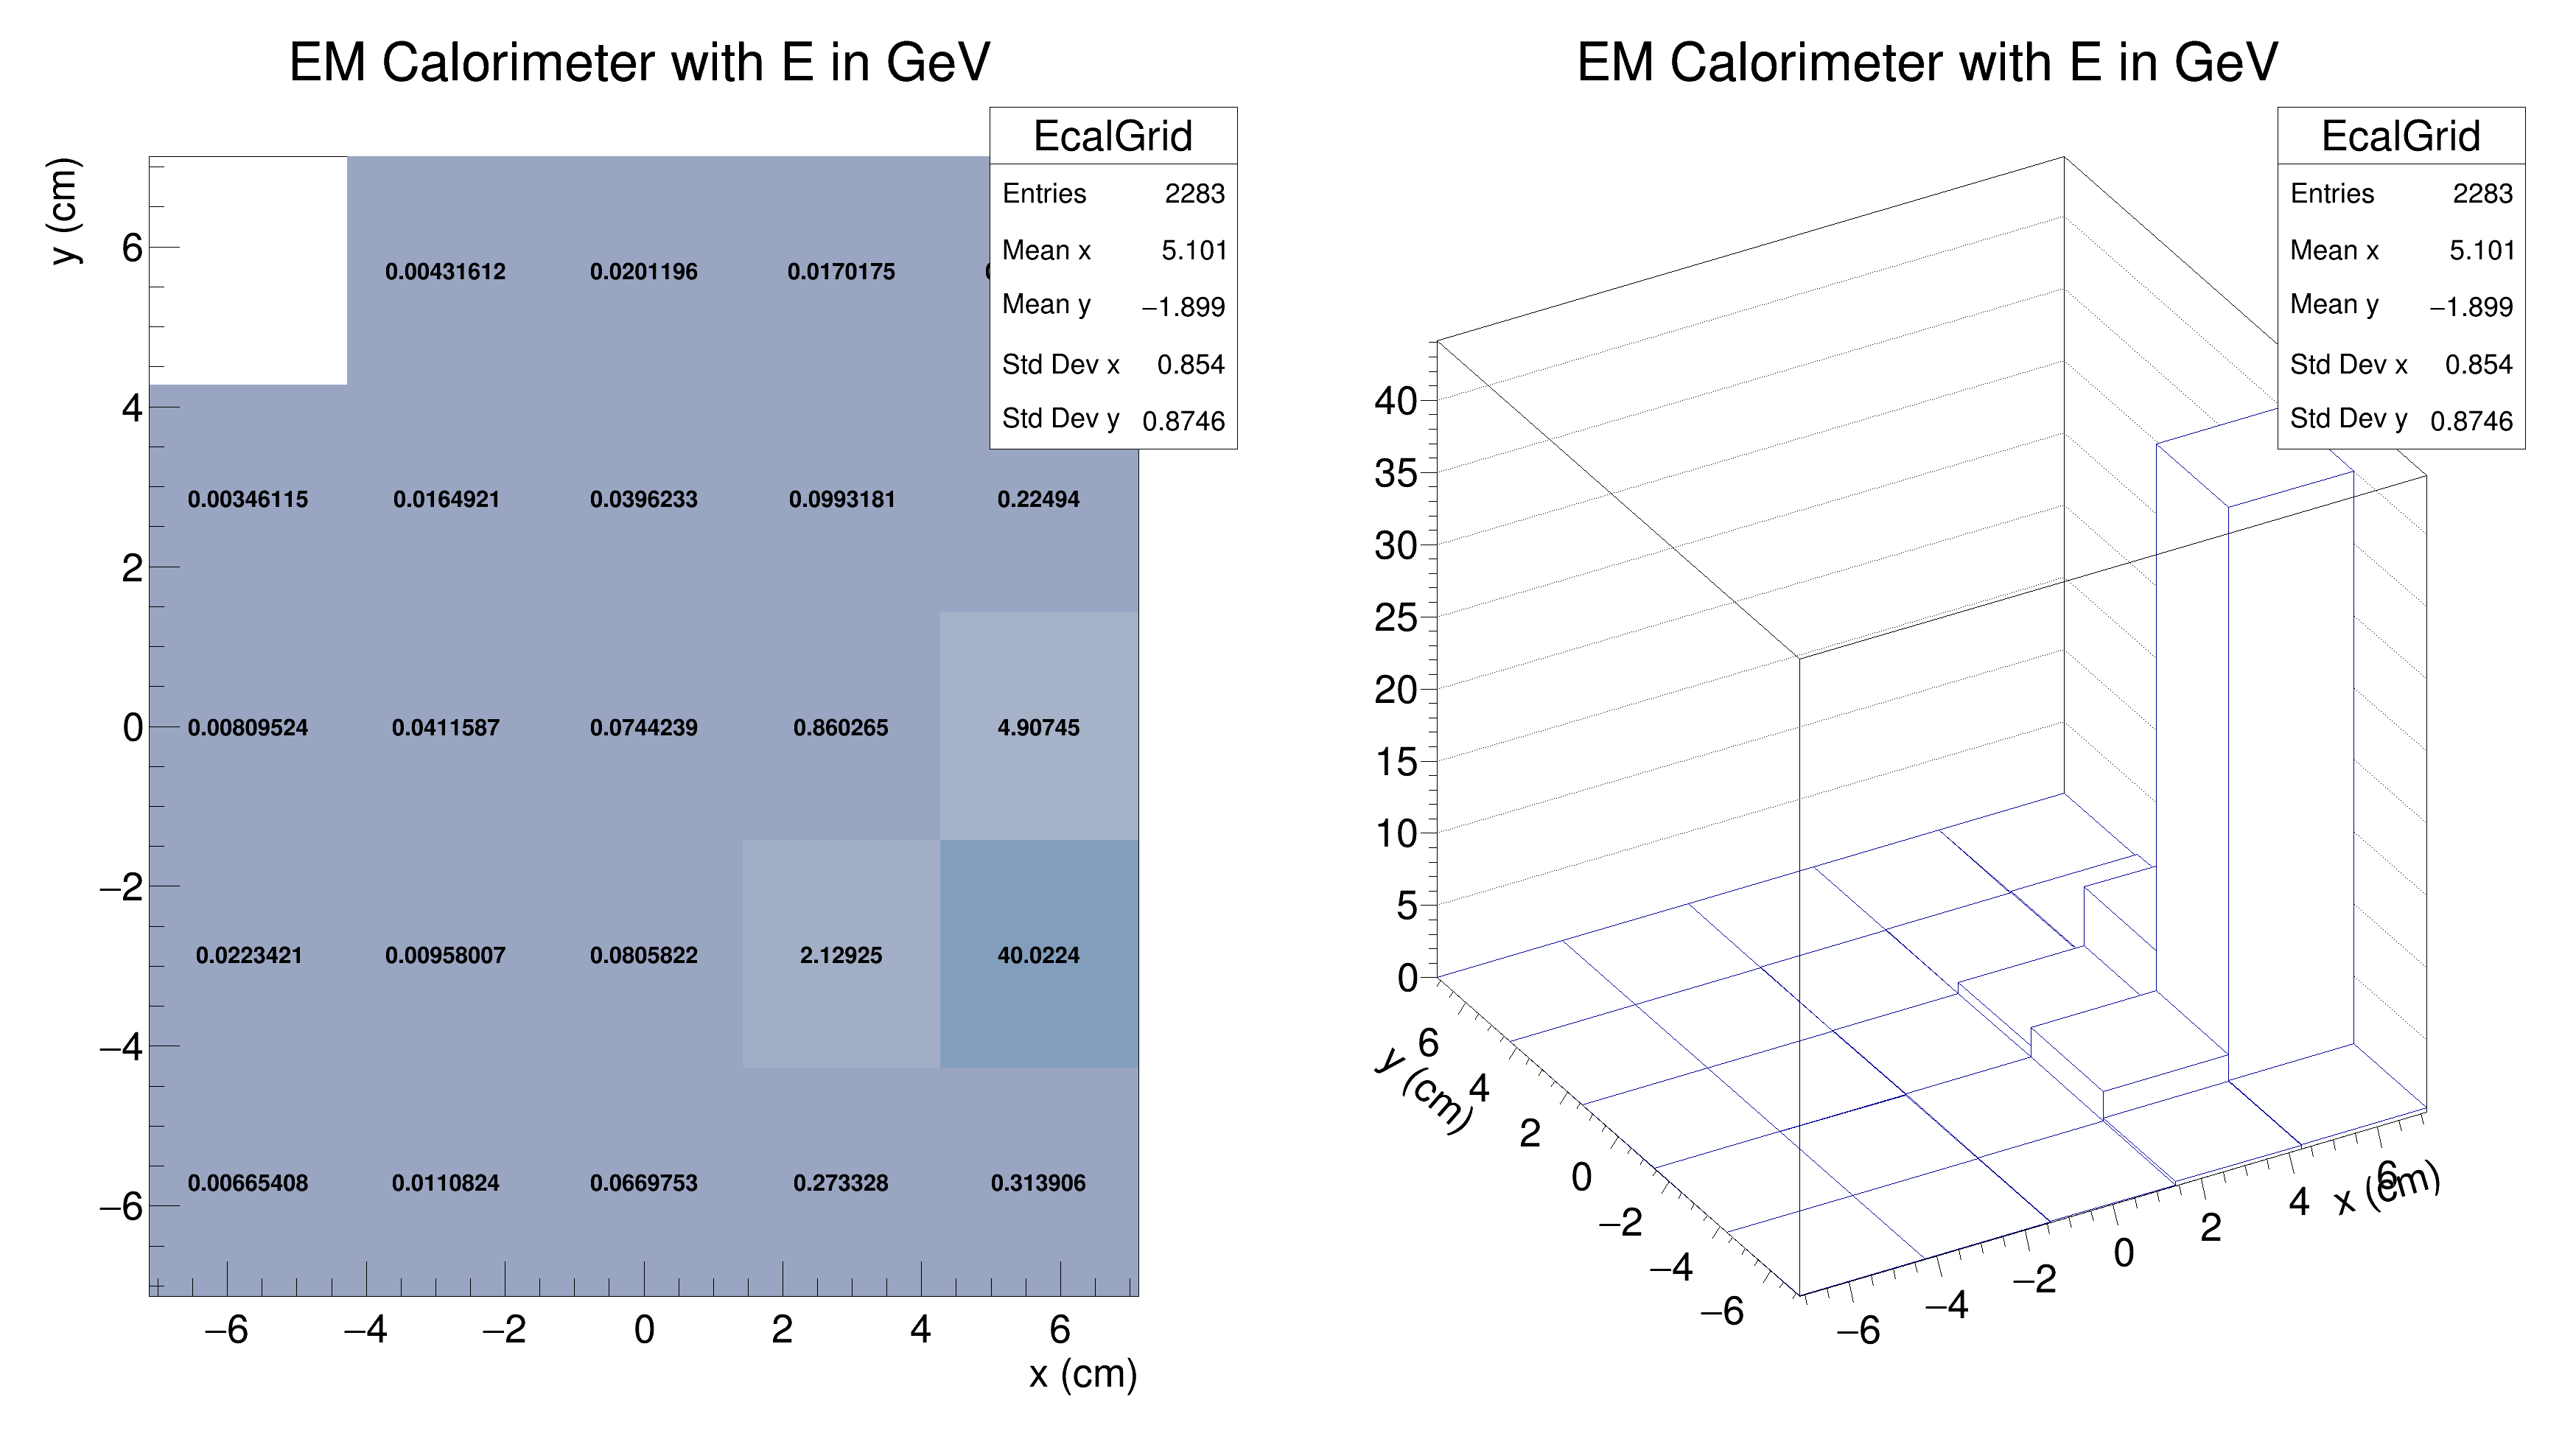 EM Calorimeter with E in GeV
EcalGrid
Entries 2283
Mean x 5.101
Mean y −1.899
Std Dev x 0.854
Std Dev y 0.8746
y (cm)
6
4
2
0
−2
−4
−6
0.00431612 0.0201196 0.0170175
0.00346115 0.0164921 0.0396233 0.0993181 0.22494
0.00809524 0.0411587 0.0744239 0.860265 4.90745
0.0223421 0.00958007 0.0805822 2.12925 40.0224
0.00665408 0.0110824 0.0669753 0.273328 0.313906
−6 −4 −2 0 2 4 6
x (cm)
EM Calorimeter with E in GeV
EcalGrid
Entries 2283
Mean x 5.101
Mean y −1.899
Std Dev x 0.854
Std Dev y 0.8746
40
35
30
25
20
15
10
5
0
6
4
2
0
−2
−4
−6
y (cm)
−6
−4
−2
0
2
4
6
x (cm)